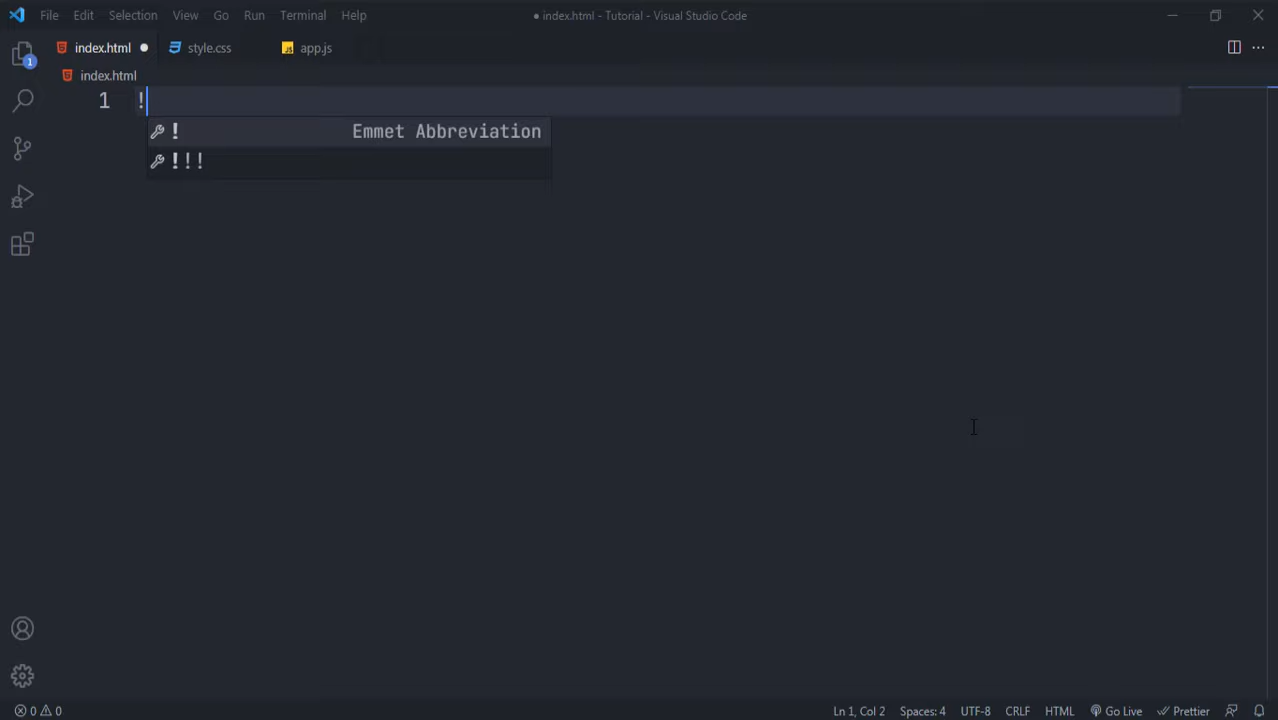 File Edit Selection View Go Run Terminal Help
● index.html - Tutorial - Visual Studio Code
index.html ● style.css JS app.js
1
index.html
1 !
! Emmet Abbreviation
!!!
0 0
Ln 1, Col 2 Spaces: 4 UTF-8 CRLF HTML Go Live Prettier